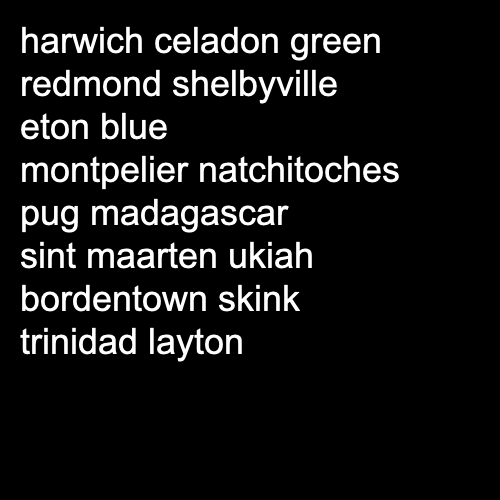 harwich celadon green
redmond shelbyville
eton blue
montpelier natchitoches
pug madagascar
sint maarten ukiah
bordentown skink
trinidad layton